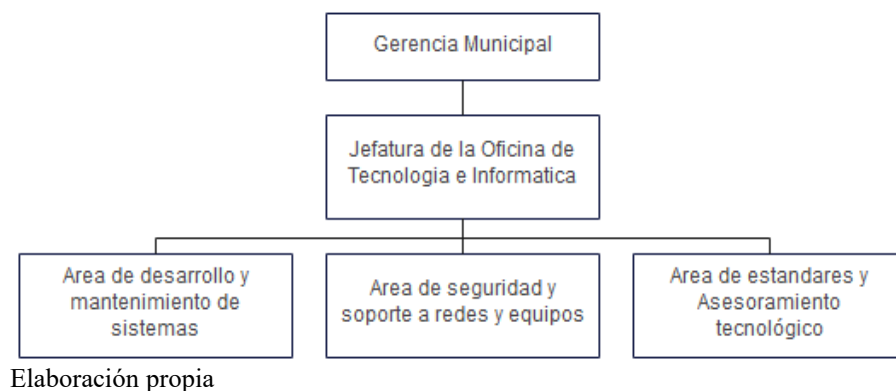 Gerencia Municipal
Jefatura de la Oficina de
Tecnologia e Informatica
Area de desarrollo y
mantenimiento de
sistemas
Area de seguridad y
soporte a redes y equipos
Area de estandares y
Asesoramiento
tecnológico
Elaboración propia